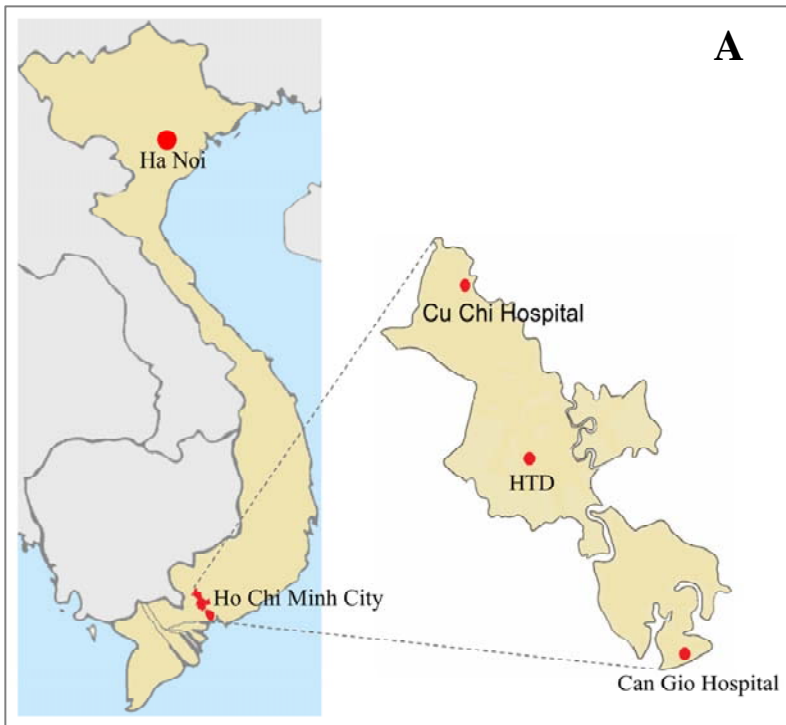 A
Ha Noi
Cu Chi Hospital
HTD
Ho Chi Minh City
Can Gio Hospital